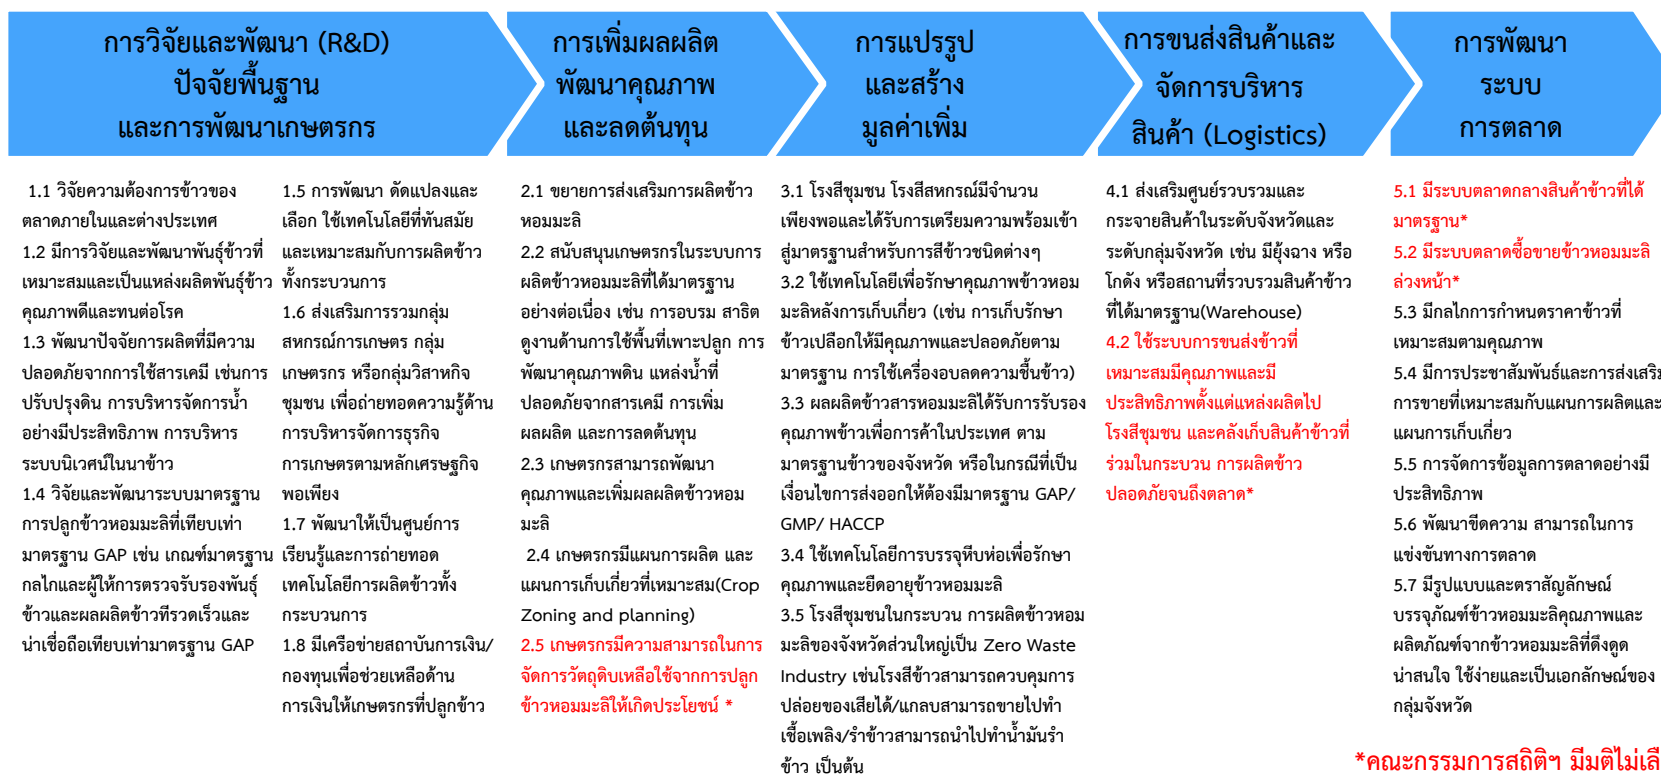 การวิจัยและพัฒนา (R&D)
ปัจจัยพื้นฐาน
และการพัฒนาเกษตรกร
การเพิ่มผลผลิต
พัฒนาคุณภาพ
และลดต้นทุน
การแปรรูป
และสร้าง
มูลค่าเพิ่ม
การขนส่งสินค้าและ
จัดการบริหาร
สินค้า (Logistics)
การพัฒนา
ระบบ
การตลาด
1.1 วิจัยความต้องการข้าวของ
ตลาดภายในและต่างประเทศ
1.2 มีการวิจัยและพัฒนาพันธุ์ข้าวที่
เหมาะสมและเป็นแหล่งผลิตพันธุ์ข้าว
คุณภาพดีและทนต่อโรค
1.3 พัฒนาปัจจัยการผลิตที่มีความ
ปลอดภัยจากการใช้สารเคมี เช่นการ
ปรับปรุงดิน การบริหารจัดการน้ำ
อย่างมีประสิทธิภาพ การบริหาร
ระบบนิเวศน์ในนาข้าว
1.4 วิจัยและพัฒนาระบบมาตรฐาน
การปลูกข้าวหอมมะลิที่เทียบเท่า
มาตรฐาน GAP เช่น เกณฑ์มาตรฐาน
กลไกและผู้ให้การตรวจรับรองพันธุ์
ข้าวและผลผลิตข้าวทีรวดเร็วและ
น่าเชื่อถือเทียบเท่ามาตรฐาน GAP
1.5 การพัฒนา ดัดแปลงและ
เลือก ใช้เทคโนโลยีที่ทันสมัย
และเหมาะสมกับการผลิตข้าว
ทั้งกระบวนการ
1.6 ส่งเสริมการรวมกลุ่ม
สหกรณ์การเกษตร กลุ่ม
เกษตรกร หรือกลุ่มวิสาหกิจ
ชุมชน เพื่อถ่ายทอดความรู้ด้าน
การบริหารจัดการธุรกิจ
การเกษตรตามหลักเศรษฐกิจ
พอเพียง
1.7 พัฒนาให้เป็นศูนย์การ
เรียนรู้และการถ่ายทอด
เทคโนโลยีการผลิตข้าวทั้ง
กระบวนการ
1.8 มีเครือข่ายสถาบันการเงิน/
กองทุนเพื่อช่วยเหลือด้าน
การเงินให้เกษตรกรที่ปลูกข้าว
2.1 ขยายการส่งเสริมการผลิตข้าว
หอมมะลิ
2.2 สนับสนุนเกษตรกรในระบบการ
ผลิตข้าวหอมมะลิที่ได้มาตรฐาน
อย่างต่อเนื่อง เช่น การอบรม สาธิต
ดูงานด้านการใช้พื้นที่เพาะปลูก การ
พัฒนาคุณภาพดิน แหล่งน้ำที่
ปลอดภัยจากสารเคมี การเพิ่ม
ผลผลิต และการลดต้นทุน
2.3 เกษตรกรสามารถพัฒนา
คุณภาพและเพิ่มผลผลิตข้าวหอม
มะลิ
2.4 เกษตรกรมีแผนการผลิต และ
แผนการเก็บเกี่ยวที่เหมาะสม(Crop
Zoning and planning)
2.5 เกษตรกรมีความสามารถในการ
จัดการวัตถุดิบเหลือใช้จากการปลูก
ข้าวหอมมะลิให้เกิดประโยชน์ *
3.1 โรงสีชุมชน โรงสีสหกรณ์มีจำนวน
เพียงพอและได้รับการเตรียมความพร้อมเข้า
สู่มาตรฐานสำหรับการสีข้าวชนิดต่างๆ
3.2 ใช้เทคโนโลยีเพื่อรักษาคุณภาพข้าวหอม
มะลิหลังการเก็บเกี่ยว (เช่น การเก็บรักษา
ข้าวเปลือกให้มีคุณภาพและปลอดภัยตาม
มาตรฐาน การใช้เครื่องอบลดความชื้นข้าว)
3.3 ผลผลิตข้าวสารหอมมะลิได้รับการรับรอง
คุณภาพข้าวเพื่อการค้าในประเทศ ตาม
มาตรฐานข้าวของจังหวัด หรือในกรณีที่เป็น
เงื่อนไขการส่งออกให้ต้องมีมาตรฐาน GAP/
GMP/ HACCP
3.4 ใช้เทคโนโลยีการบรรจุหีบห่อเพื่อรักษา
คุณภาพและยืดอายุข้าวหอมมะลิ
3.5 โรงสีชุมชนในกระบวน การผลิตข้าวหอม
มะลิของจังหวัดส่วนใหญ่เป็น Zero Waste
Industry เช่นโรงสีข้าวสามารถควบคุมการ
ปล่อยของเสียได้/แกลบสามารถขายไปทำ
เชื้อเพลิง/รำข้าวสามารถนำไปทำน้ำมันรำ
ข้าว เป็นต้น
4.1 ส่งเสริมศูนย์รวบรวมและ
กระจายสินค้าในระดับจังหวัดและ
ระดับกลุ่มจังหวัด เช่น มียุ้งฉาง หรือ
โกดัง หรือสถานที่รวบรวมสินค้าข้าว
ที่ได้มาตรฐาน(Warehouse)
4.2 ใช้ระบบการขนส่งข้าวที่
เหมาะสมมีคุณภาพและมี
ประสิทธิภาพตั้งแต่แหล่งผลิตไป
โรงสีชุมชน และคลังเก็บสินค้าข้าวที่
ร่วมในกระบวน การผลิตข้าว
ปลอดภัยจนถึงตลาด*
5.1 มีระบบตลาดกลางสินค้าข้าวที่ได้
มาตรฐาน*
5.2 มีระบบตลาดซื้อขายข้าวหอมมะลิ
ล่วงหน้า*
5.3 มีกลไกการกำหนดราคาข้าวที่
เหมาะสมตามคุณภาพ
5.4 มีการประชาสัมพันธ์และการส่งเสริม
การขายที่เหมาะสมกับแผนการผลิตและ
แผนการเก็บเกี่ยว
5.5 การจัดการข้อมูลการตลาดอย่างมี
ประสิทธิภาพ
5.6 พัฒนาขีดความ สามารถในการ
แข่งขันทางการตลาด
5.7 มีรูปแบบและตราสัญลักษณ์
บรรจุภัณฑ์ข้าวหอมมะลิคุณภาพและ
ผลิตภัณฑ์จากข้าวหอมมะลิที่ดึงดูด
น่าสนใจ ใช้ง่ายและเป็นเอกลักษณ์ของ
กลุ่มจังหวัด
*คณะกรรมการสถิติฯ มีมติไม่เลื